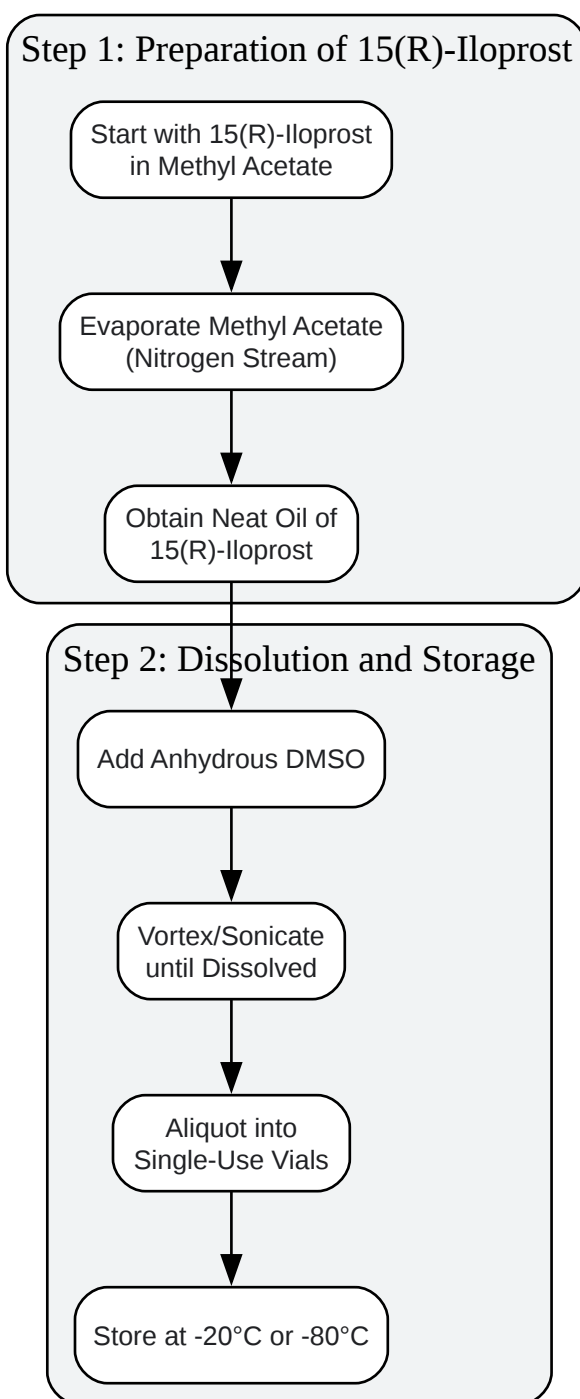 Step 1: Preparation of 15(R)-Iloprost
Start with 15(R)-Iloprost
in Methyl Acetate
Evaporate Methyl Acetate
(Nitrogen Stream)
Obtain Neat Oil of
15(R)-Iloprost
Step 2: Dissolution and Storage
Add Anhydrous DMSO
Vortex/Sonicate
until Dissolved
Aliquot into
Single-Use Vials
Store at -20°C or -80°C